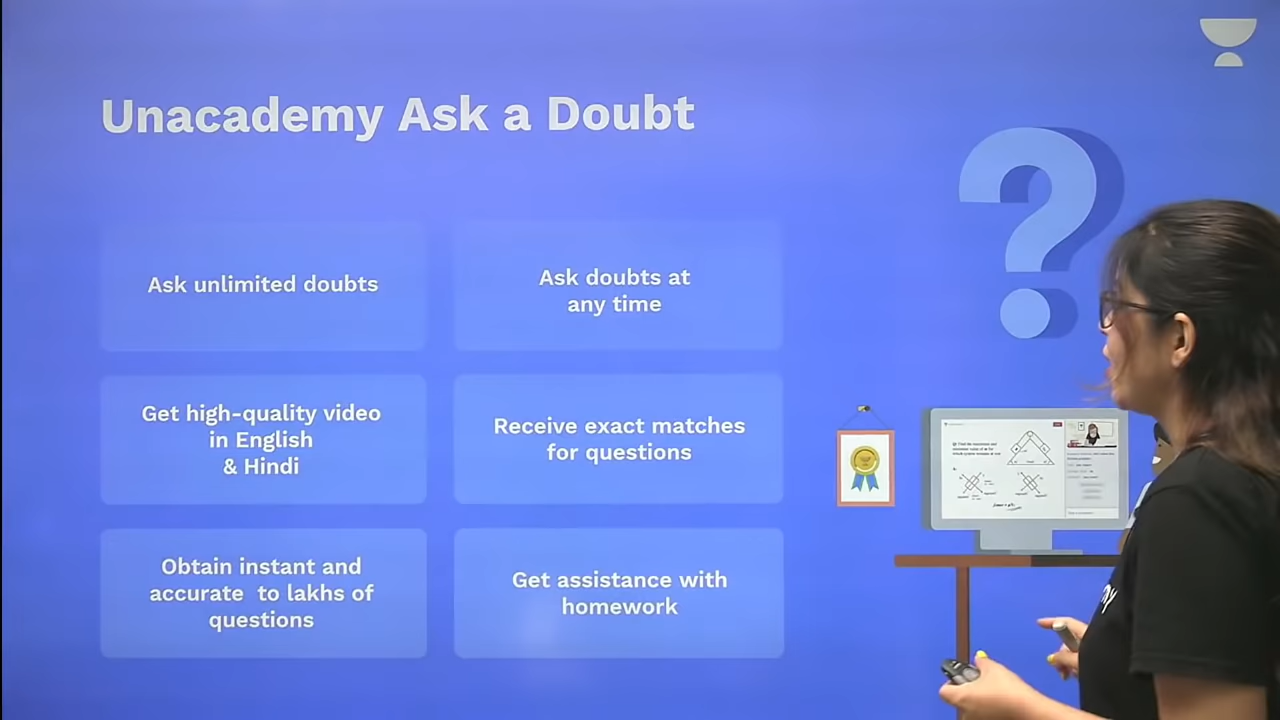 Unacademy Ask a Doubt
Ask unlimited doubts
Ask doubts at
any time
Get high-quality video
in English
& Hindi
Receive exact matches
for questions
Obtain instant and
accurate  to lakhs of
questions
Get assistance with
homework